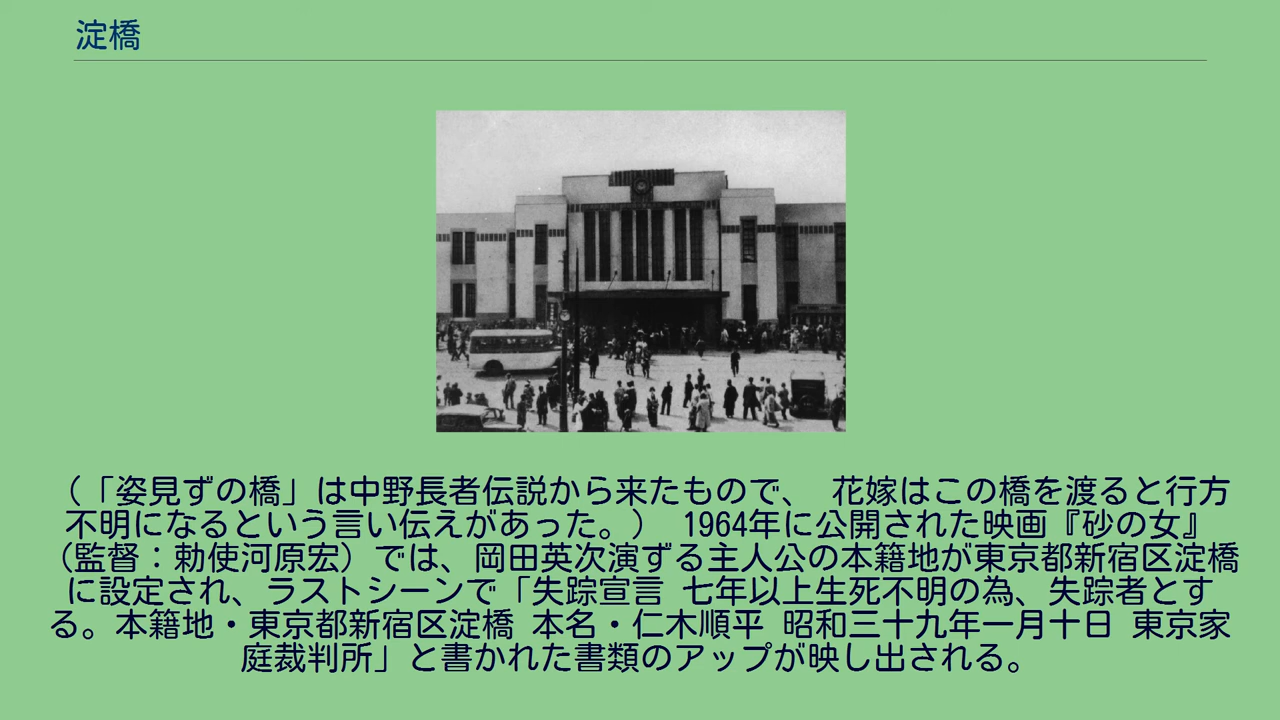 淀橋
（「姿見ずの橋」は中野長者伝説から来たもので、 花嫁はこの橋を渡ると行方
不明になるという言い伝えがあった。） 1964年に公開された映画『砂の女』
（監督：勅使河原宏）では、岡田英次演ずる主人公の本籍地が東京都新宿区淀橋
に設定され、ラストシーンで「失踪宣言 七年以上生死不明の為、失踪者とす
る。本籍地・東京都新宿区淀橋 本名・仁木順平 昭和三十九年一月十日 東京家
庭裁判所」と書かれた書類のアップが映し出される。